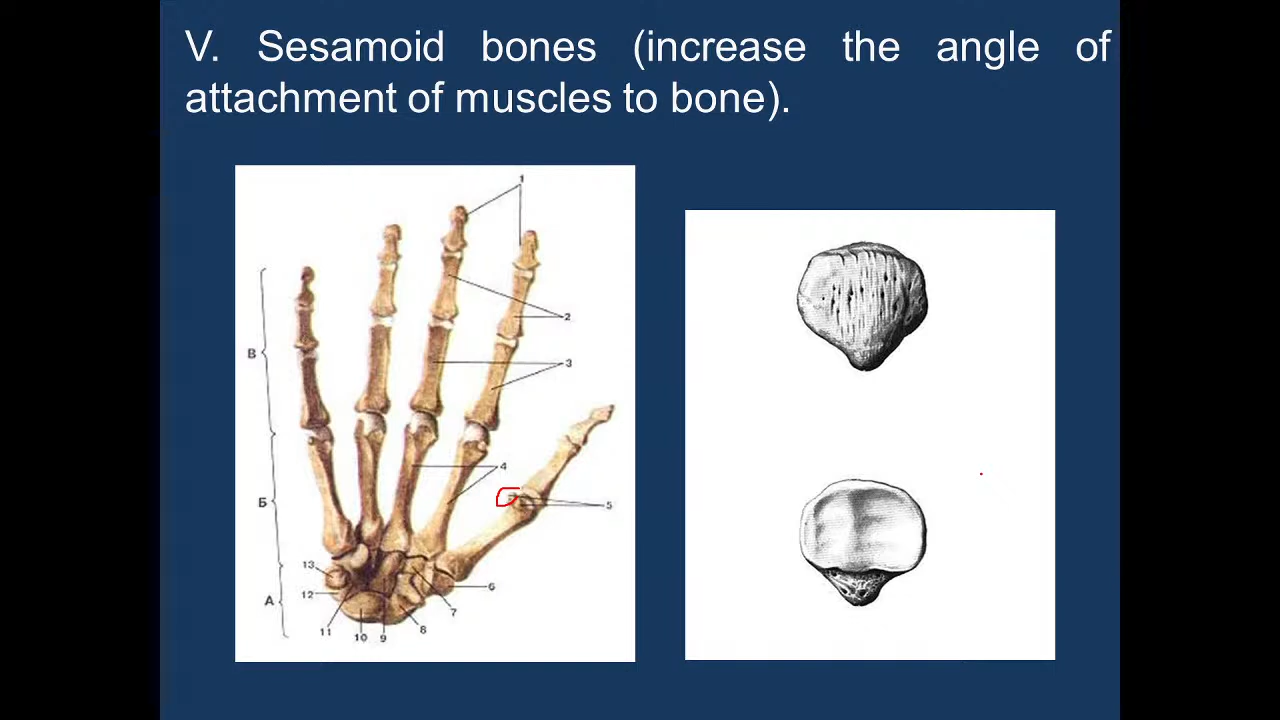 V. Sesamoid bones (increase the angle of
attachment of muscles to bone).
1
2
В
3
4
Б
5
13
6
12
А
7
11
10
9
8